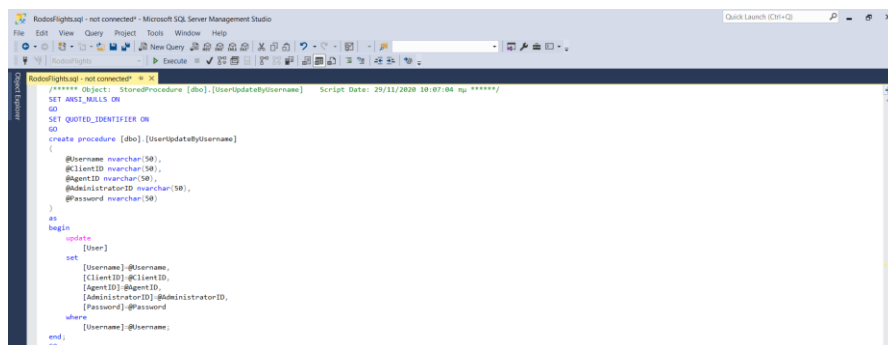 RodosFlights.sql - not connected* - Microsoft SQL Server Management Studio
Quick Launch (Ctrl+Q)
File Edit View Query Project Tools Window Help
New Query
RodosFlights
Execute
Object Explorer
RodosFlights.sql - not connected*
/****** Object: StoredProcedure [dbo].[UserUpdateByUsername] Script Date: 29/11/2020 10:07:04 πμ ******/
SET ANSI_NULLS ON
GO
SET QUOTED_IDENTIFIER ON
GO
create procedure [dbo].[UserUpdateByUsername]
(
@Username nvarchar(50),
@ClientID nvarchar(50),
@AgentID nvarchar(50),
@AdministratorID nvarchar(50),
@Password nvarchar(50)
)
as
begin
update
[User]
set
[Username]=@Username,
[ClientID]=@ClientID,
[AgentID]=@AgentID,
[AdministratorID]=@AdministratorID,
[Password]=@Password
where
[Username]=@Username;
end;
GO